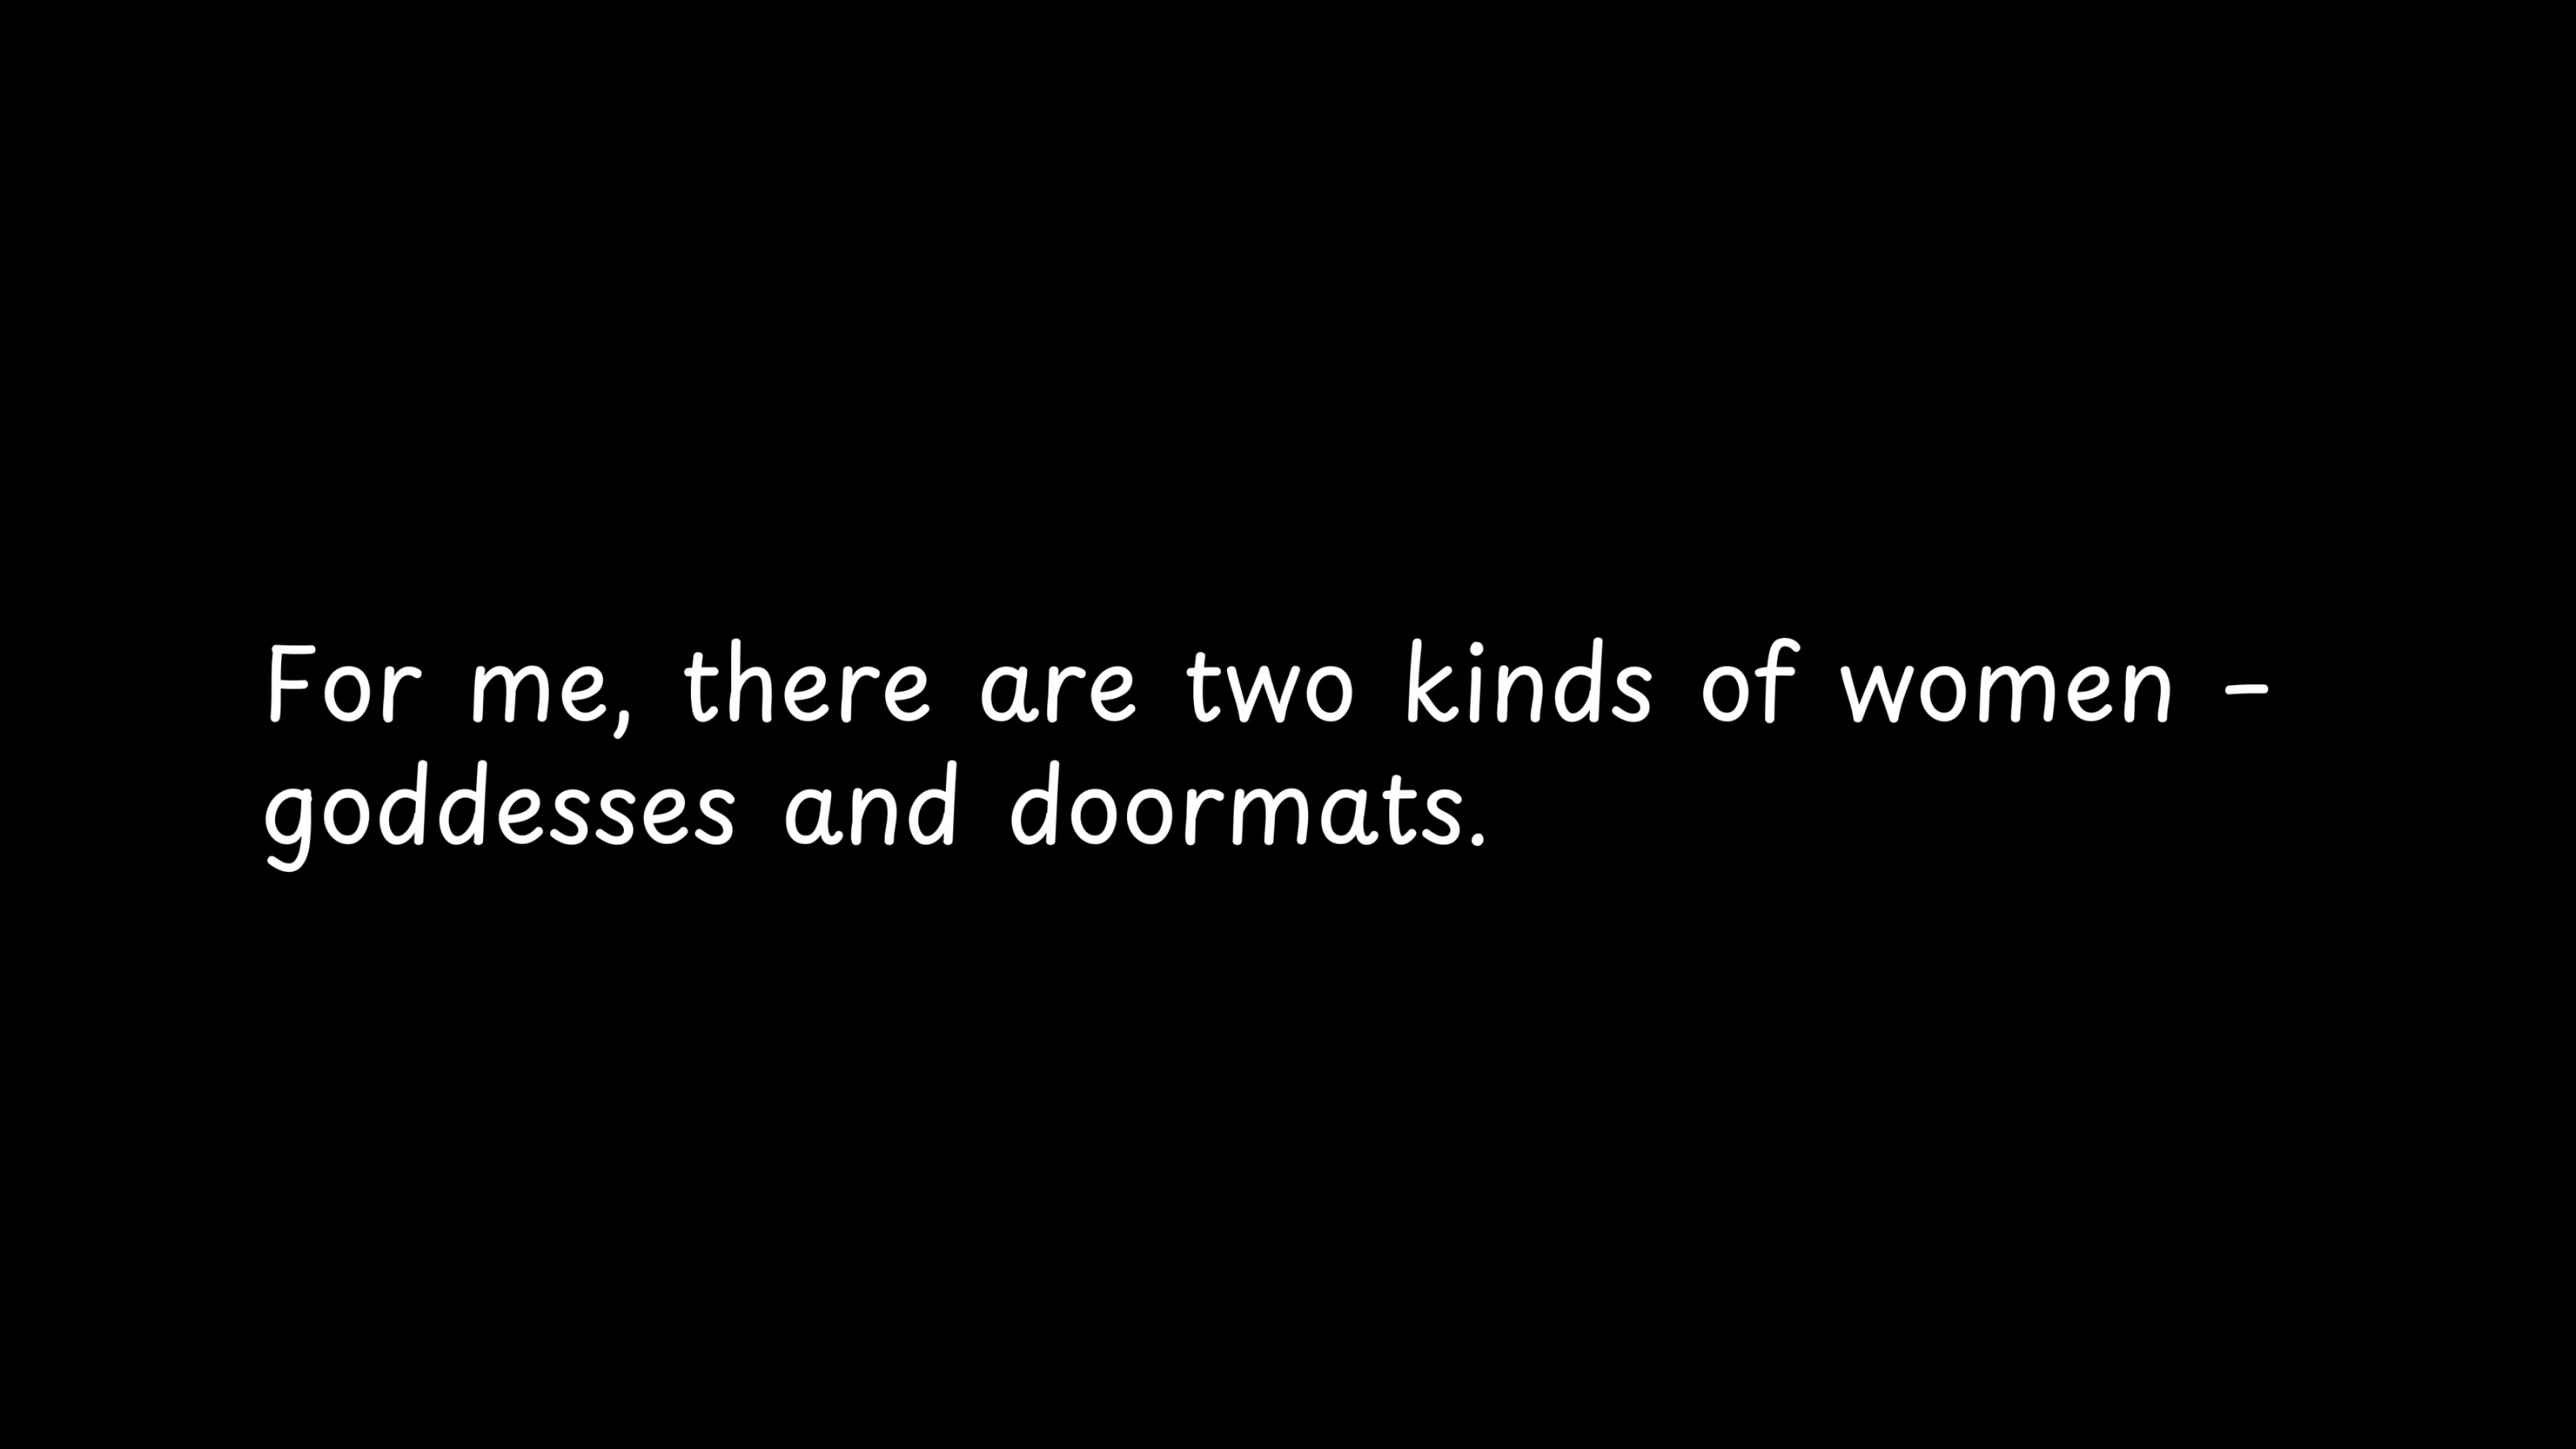 For me, there are two kinds of women -
goddesses and doormats.